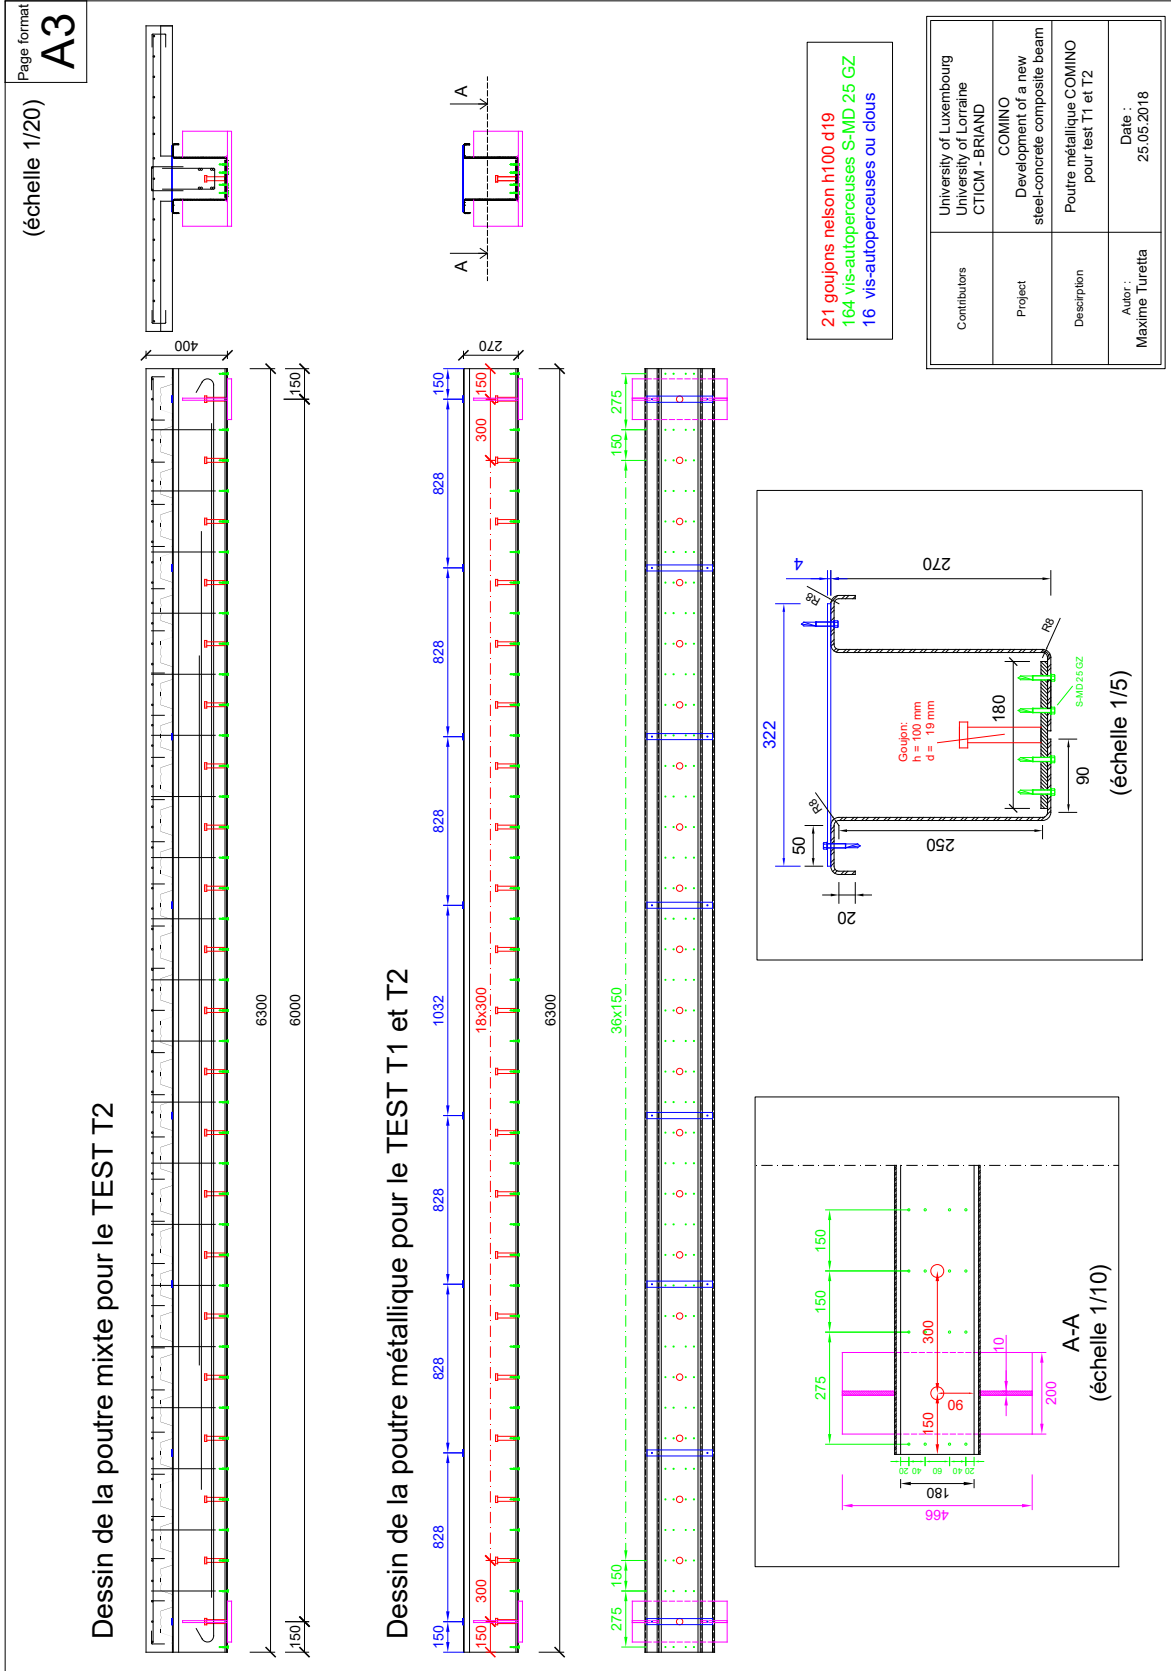 Page format
A3
(échelle 1/20)
Dessin de la poutre mixte pour le TEST T2
400
150
6000
150
6300
A
A
Dessin de la poutre métallique pour le TEST T1 et T2
150
828
828
828
1032
828
828
828
150
270
150
300
18x300
300
150
6300
275
150
36x150
150
275
21 goujons nelson h100 d19
164 vis-autoperceuses S-MD 25 GZ
16 vis-autoperceuses ou clous
A-A
(échelle 1/10)
275
150
150
300
150
90
10
200
466
180
20
40
60
40
20
(échelle 1/5)
322
4
270
R8
R8
R8
50
20
250
180
90
Goujon:
h = 100 mm
d = 19 mm
S-MD 25 GZ
Contributors
University of Luxembourg
University of Lorraine
CTICM - BRIAND
Project
COMINO
Development of a new
steel-concrete composite beam
Descirption
Poutre métallique COMINO
pour test T1 et T2
Autor :
Maxime Turetta
Date :
25.05.2018